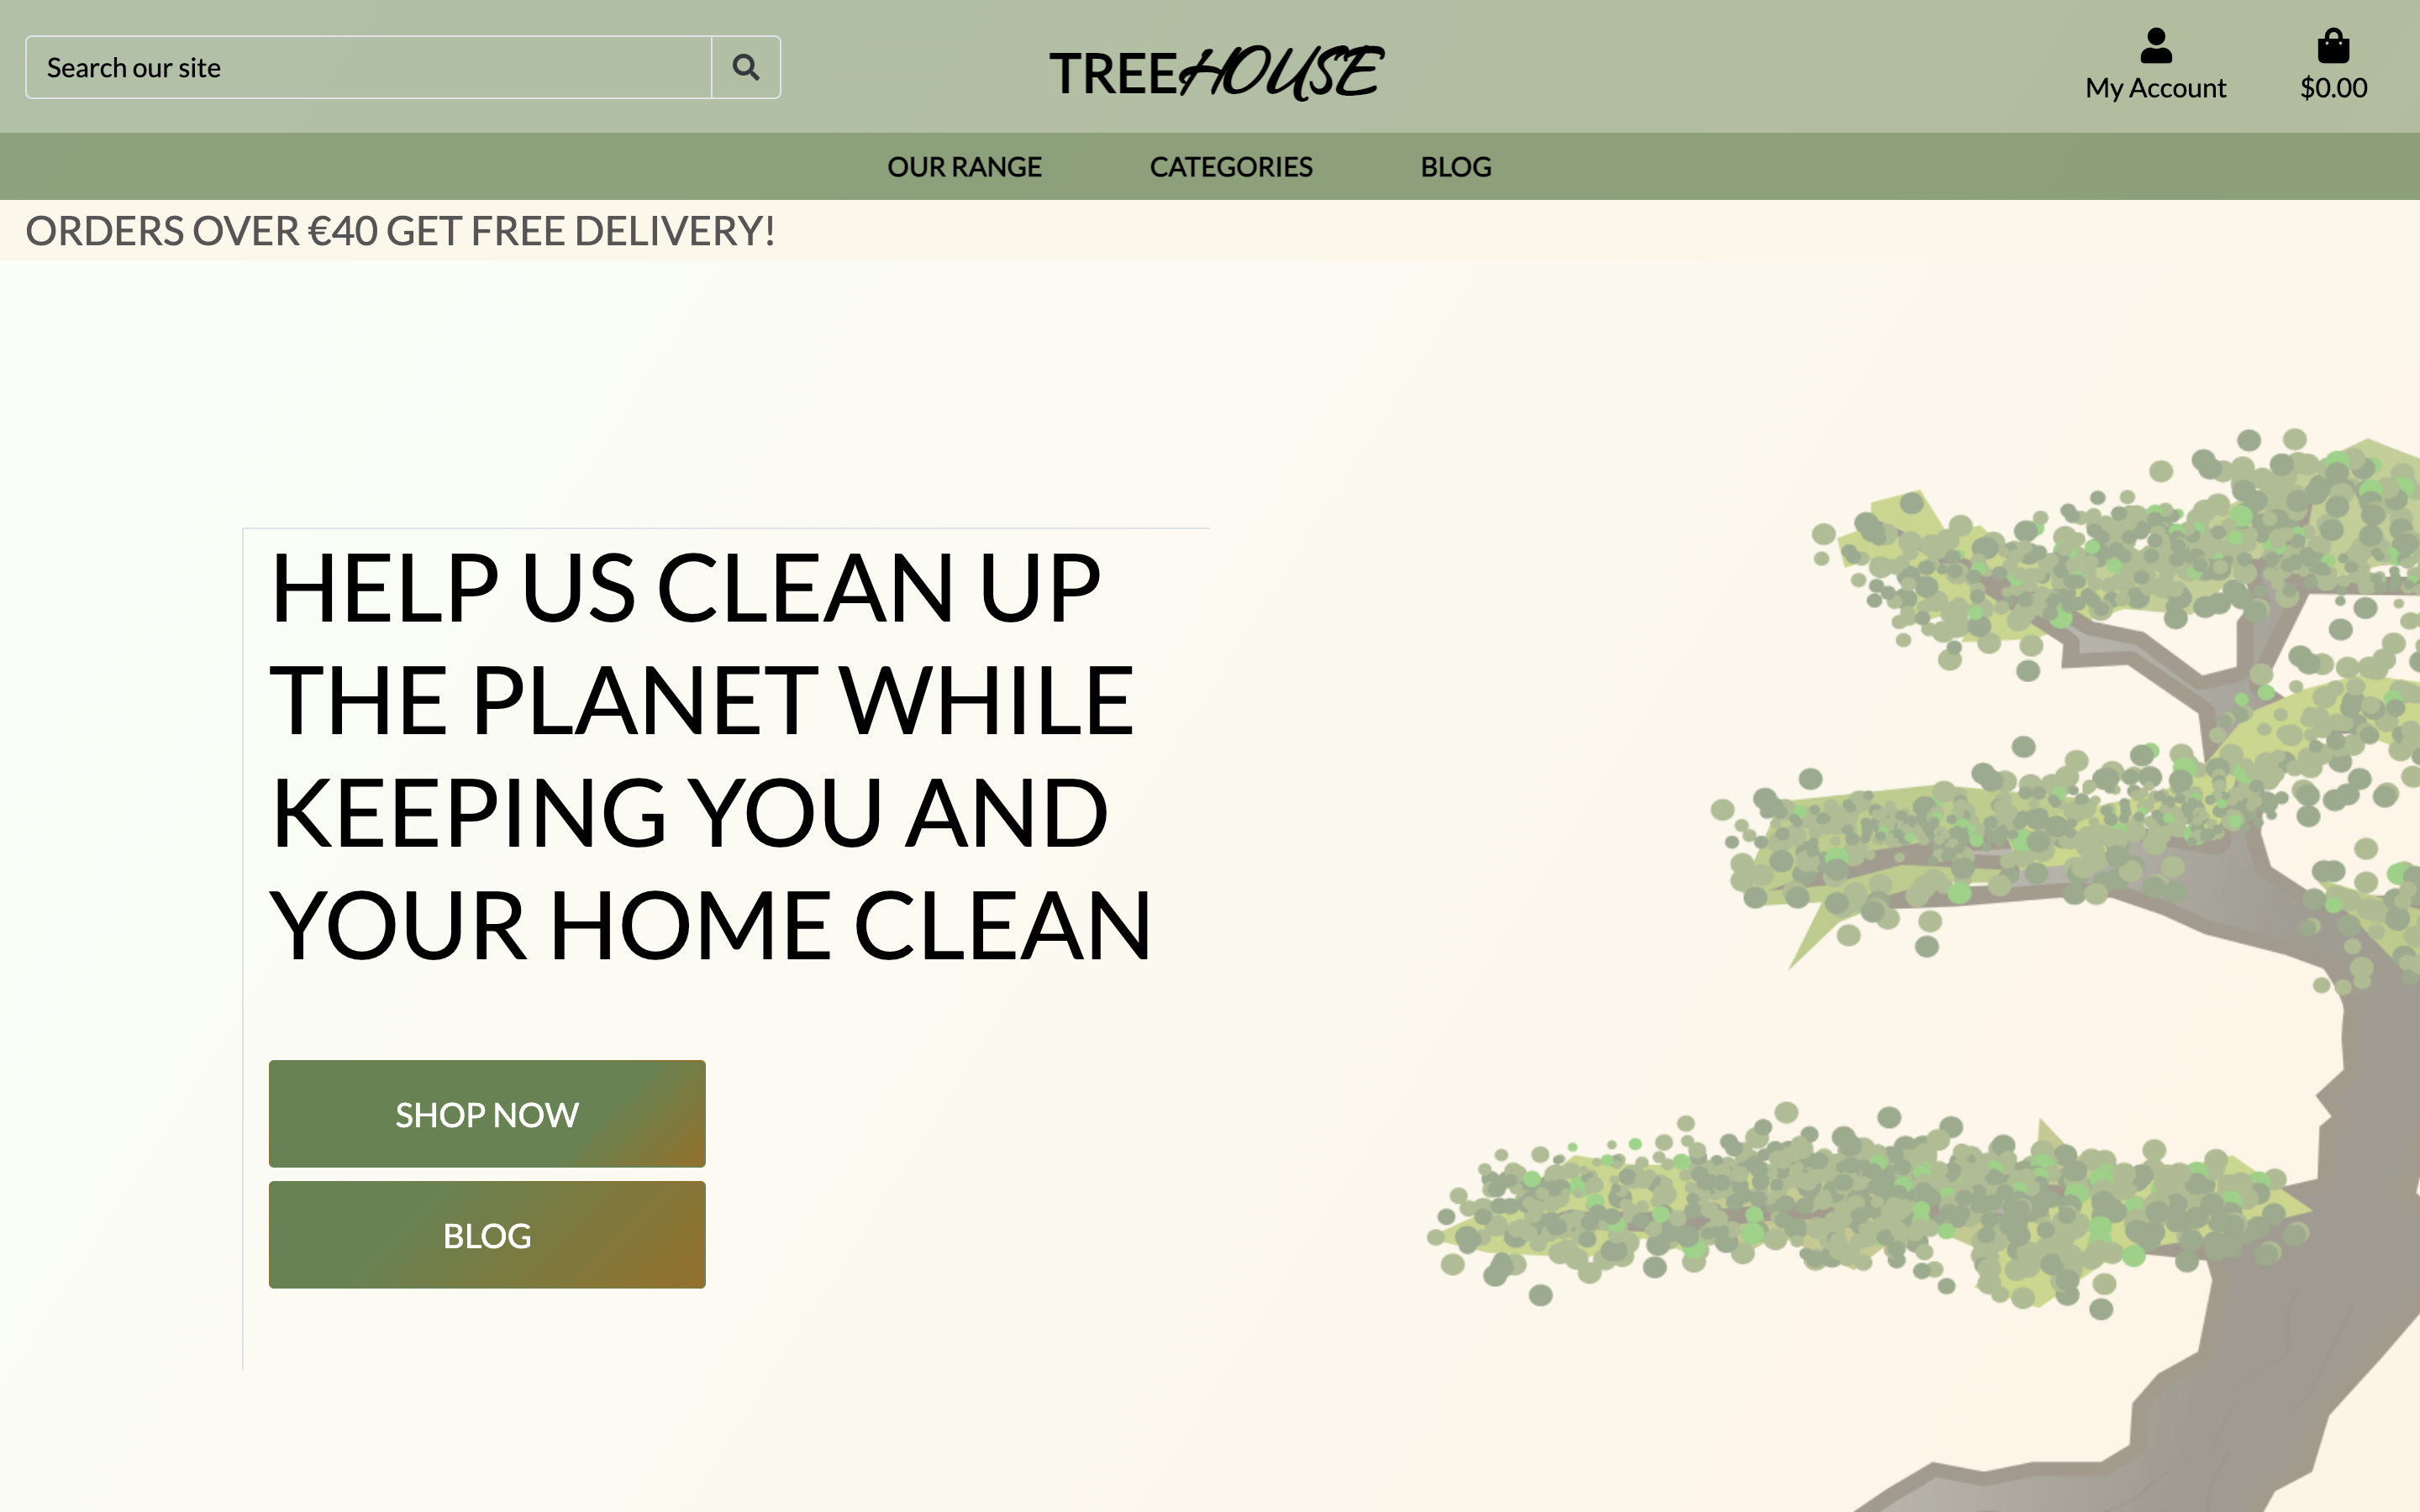 Search our site
TREEHOUSE
My Account
$0.00
OUR RANGE
CATEGORIES
BLOG
ORDERS OVER €40 GET FREE DELIVERY!
HELP US CLEAN UP
THE PLANET WHILE
KEEPING YOU AND
YOUR HOME CLEAN
SHOP NOW
BLOG